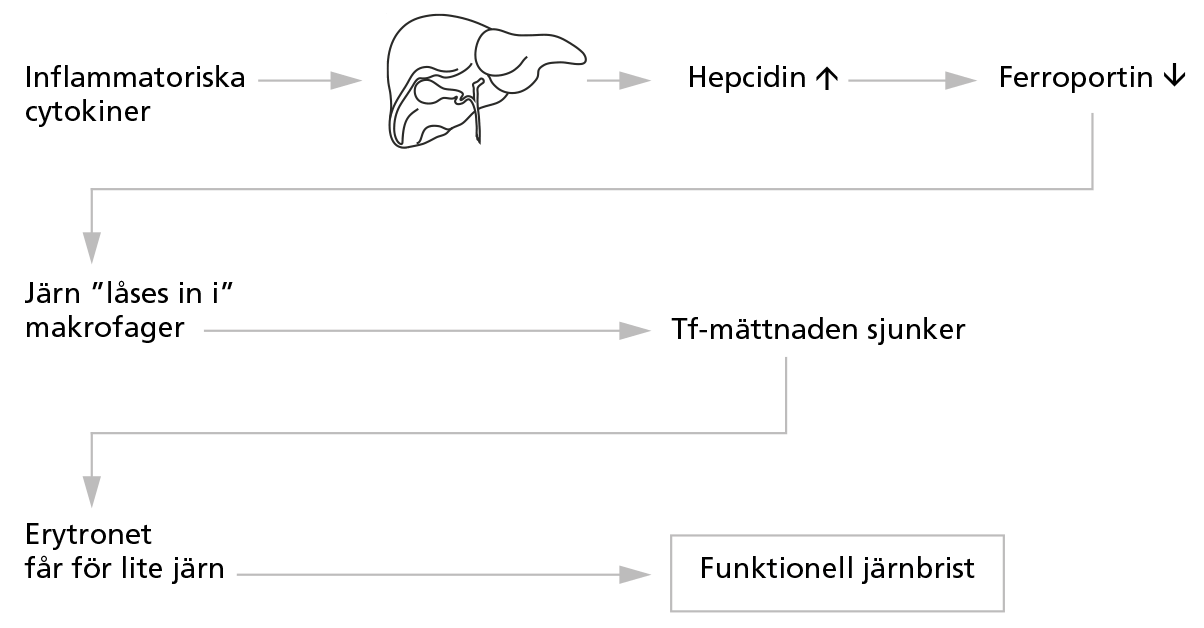 Inflammatoriska
cytokiner
Hepcidin ↑
Ferroportin ↓
Järn ”låses in i”
makrofager
Tf-mättnaden sjunker
Erytronet
får för lite järn
Funktionell järnbrist